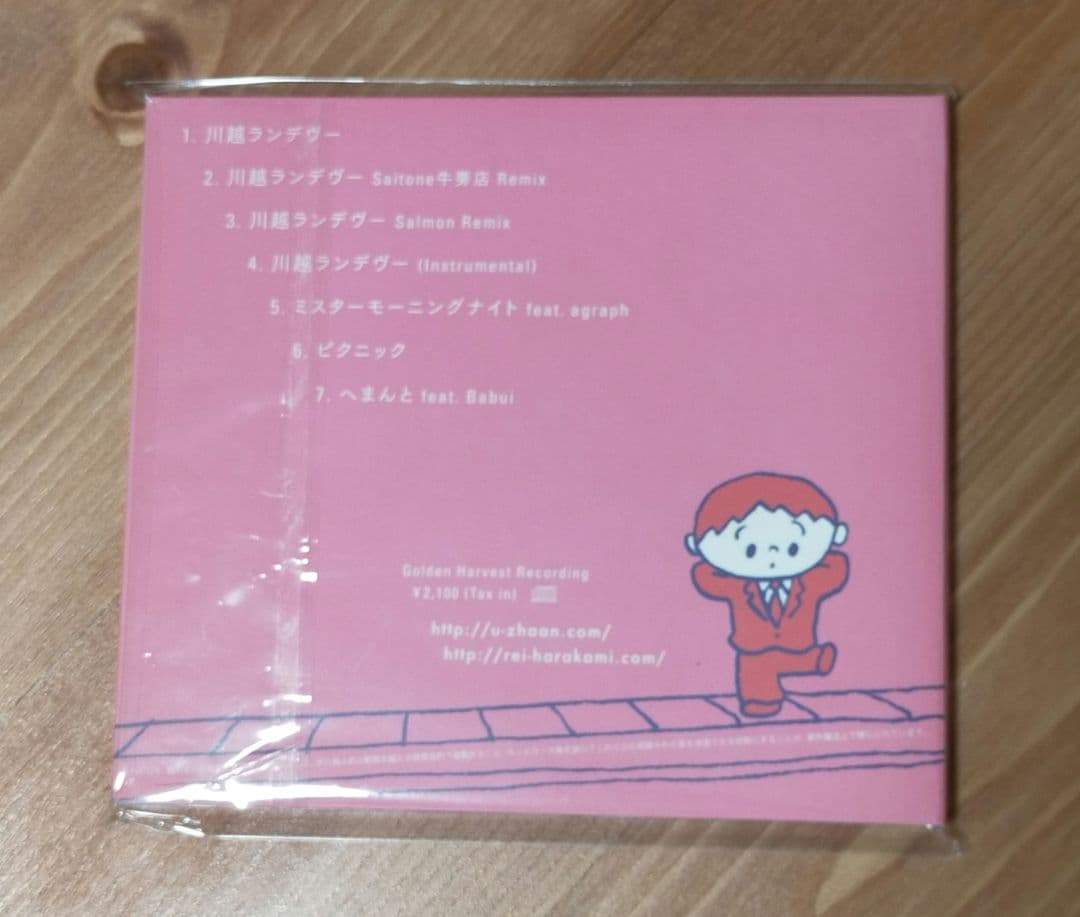 1. 川越ランデヴー
2. 川越ランデヴー Saitone牛蒡店 Remix
3. 川越ランデヴー Salmon Remix
4. 川越ランデヴー (Instrumental)
5. ミスターモーニングナイト feat. agraph
6. ピクニック
7. へまんと feat. Babui
Golden Harvest Recording
¥2,100 (Tax in)
http://u-zhaan.com/
http://rei-harakami.com/